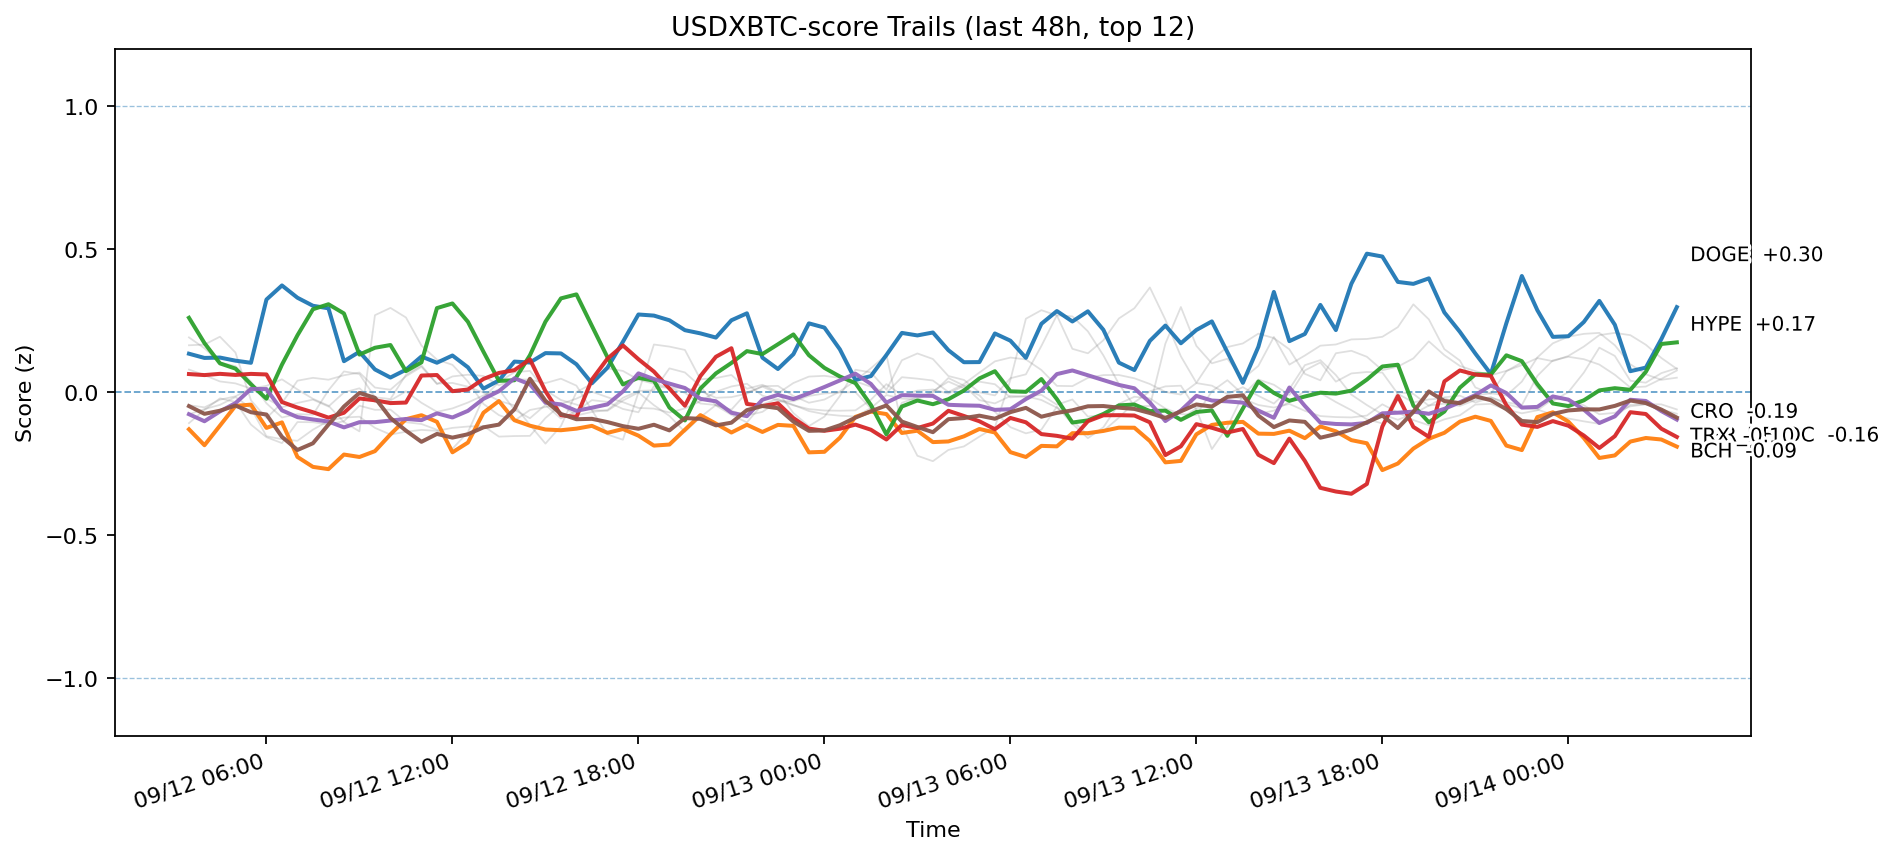 USDXBTC-score Trails (last 48h, top 12)
Score (z)
1.0
0.5
0.0
−0.5
−1.0
DOGE +0.30
HYPE +0.17
CRO -0.19
-0.16
BCH -0.09
09/12 06:00
09/12 12:00
09/12 18:00
09/13 00:00
09/13 06:00
09/13 12:00
09/13 18:00
09/14 00:00
Time